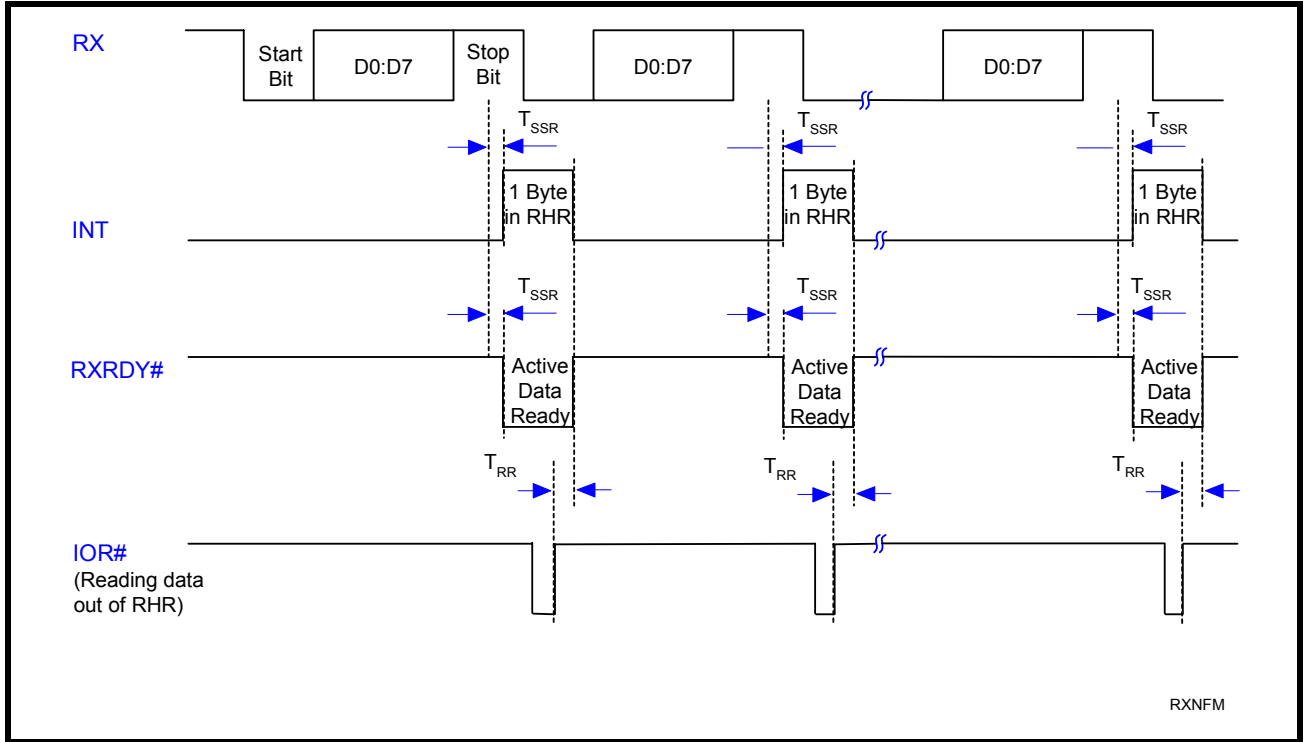 RX
Start
Bit
D0:D7
Stop
Bit
D0:D7
D0:D7
TSSR
TSSR
TSSR
INT
1 Byte
in RHR
1 Byte
in RHR
1 Byte
in RHR
TSSR
TSSR
TSSR
RXRDY#
Active
Data
Ready
Active
Data
Ready
Active
Data
Ready
TRR
TRR
TRR
IOR#
(Reading data
out of RHR)
RXNFM